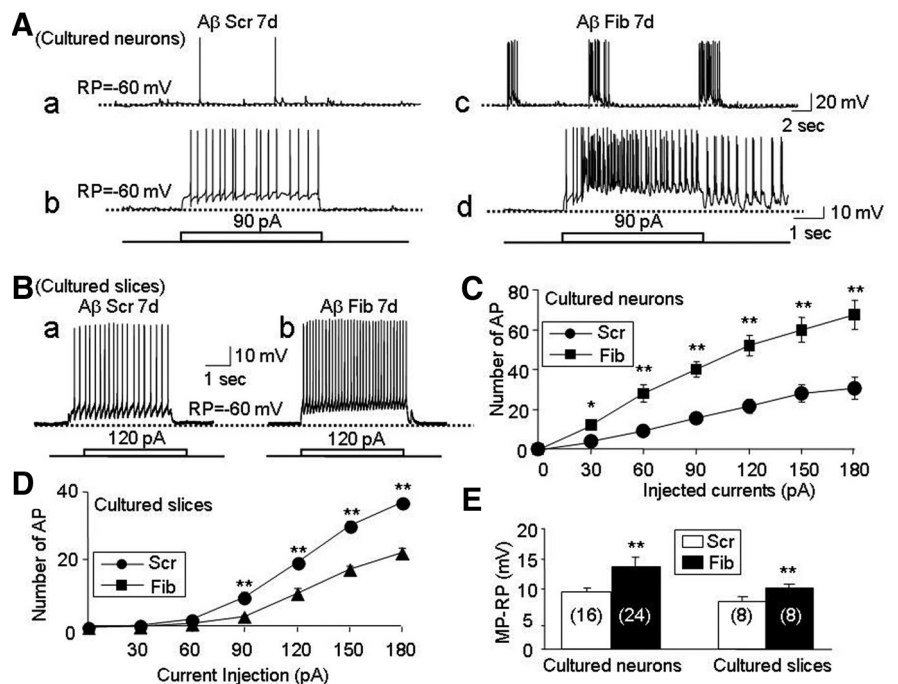 A
(Cultured neurons)
Aβ Scr 7d
Aβ Fib 7d
RP=-60 mV
a
c
20 mV
2 sec
RP=-60 mV
b
d
90 pA
90 pA
10 mV
1 sec
B
(Cultured slices)
Aβ Scr 7d
Aβ Fib 7d
a
b
10 mV
1 sec
RP=-60 mV
120 pA
120 pA
C
Cultured neurons
Scr
Fib
Number of AP
80
60
40
20
0
* ** ** ** ** **
0 30 60 90 120 150 180
Injected currents (pA)
D
Cultured slices
Scr
Fib
Number of AP
40
20
0
** ** ** **
30 60 90 120 150 180
Current Injection (pA)
E
Scr
Fib
MP-RP (mV)
20
15
10
5
0
** **
(16) (24) (8) (8)
Cultured neurons Cultured slices